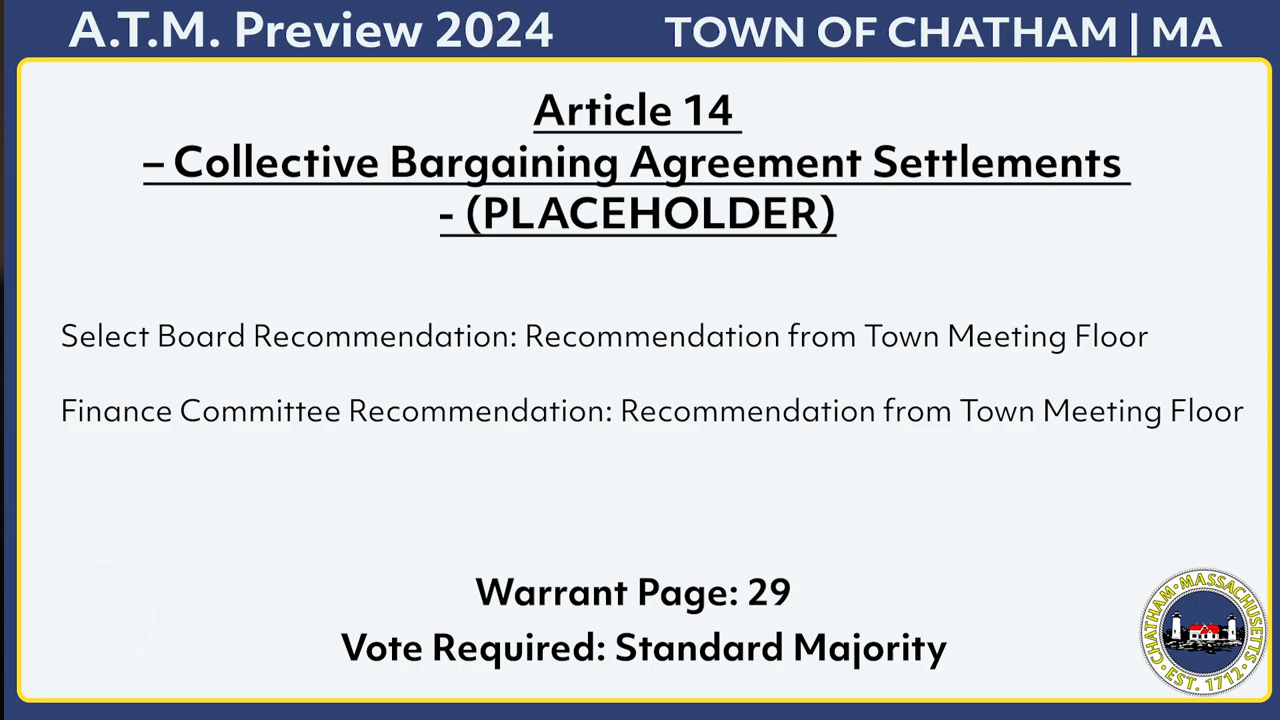 A.T.M. Preview 2024
TOWN OF CHATHAM | MA
Article 14
– Collective Bargaining Agreement Settlements
- (PLACEHOLDER)
Select Board Recommendation: Recommendation from Town Meeting Floor
Finance Committee Recommendation: Recommendation from Town Meeting Floor
Warrant Page: 29
Vote Required: Standard Majority
CHATHAM, MASSACHUSETTS
EST. 1712